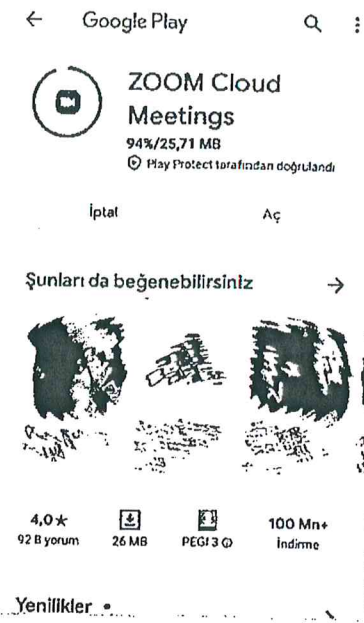 Google Play
ZOOM Cloud
Meetings
94%/25,71 MB
Play Protect tarafından doğrulandı
İptal
Aç
Şunları da beğenebilirsiniz
4,0★
92 B yorum
26 MB
PEGI 3
100 Mn+
İndirme
Yenilikler